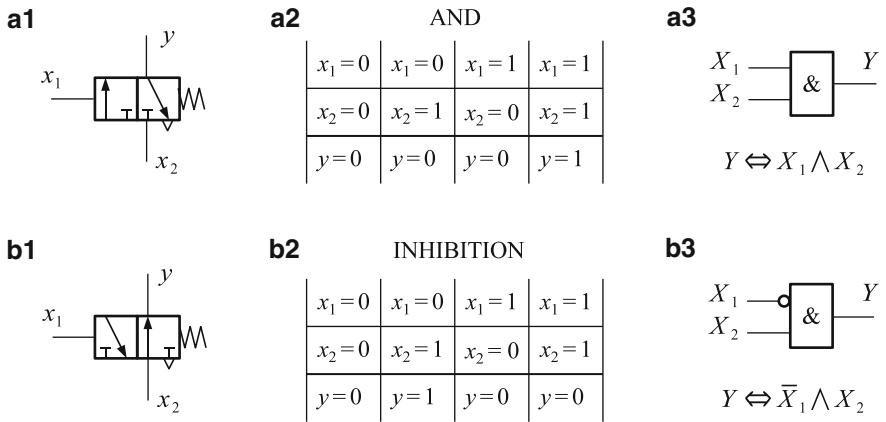 a1
y
x₁
x₂
a2
AND
x₁=0 x₁=0 x₁=1 x₁=1
x₂=0 x₂=1 x₂=0 x₂=1
y=0 y=0 y=0 y=1
a3
X₁
X₂
&
Y
Y ⇔ X₁ ∧ X₂
b1
y
x₁
x₂
b2
INHIBITION
x₁=0 x₁=0 x₁=1 x₁=1
x₂=0 x₂=1 x₂=0 x₂=1
y=0 y=1 y=0 y=0
b3
X₁
X₂
&
Y
Y ⇔ X̄₁ ∧ X₂